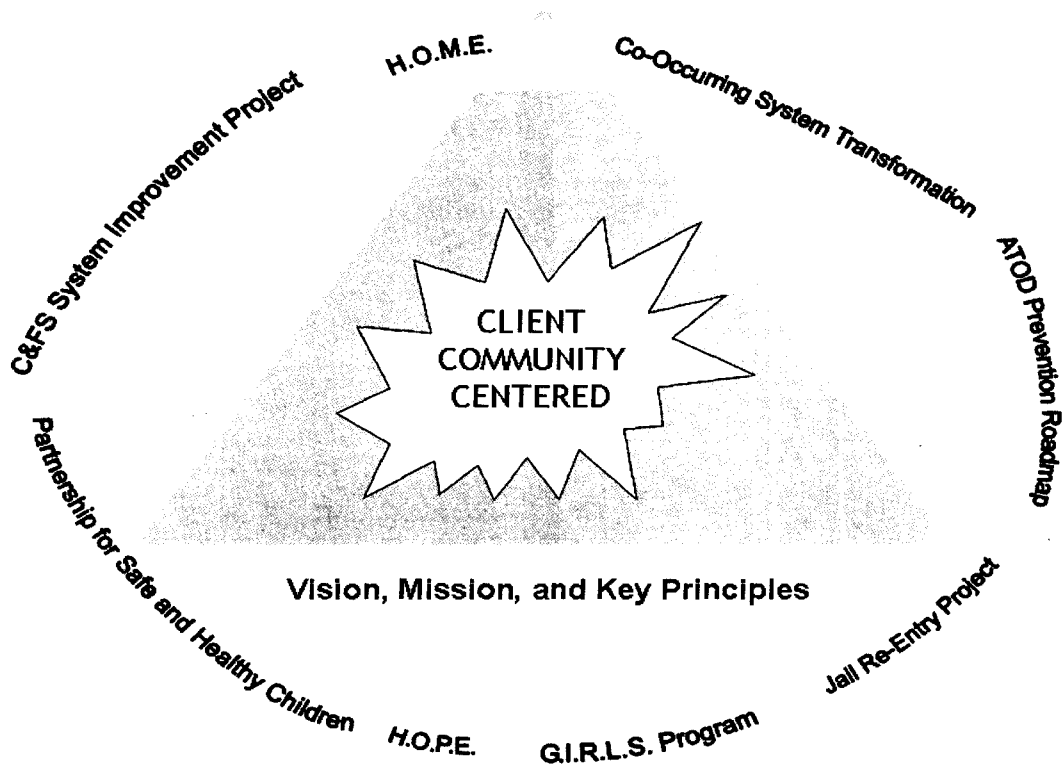 H.O.M.E.
Co-Occurring System Transformation
C&FS System Improvement Project
ATOD Prevention Roadmap
CLIENT
COMMUNITY
CENTERED
Partnership for Safe and Healthy Children
Vision, Mission, and Key Principles
Jail Re-Entry Project
H.O.P.E.
G.I.R.L.S. Program